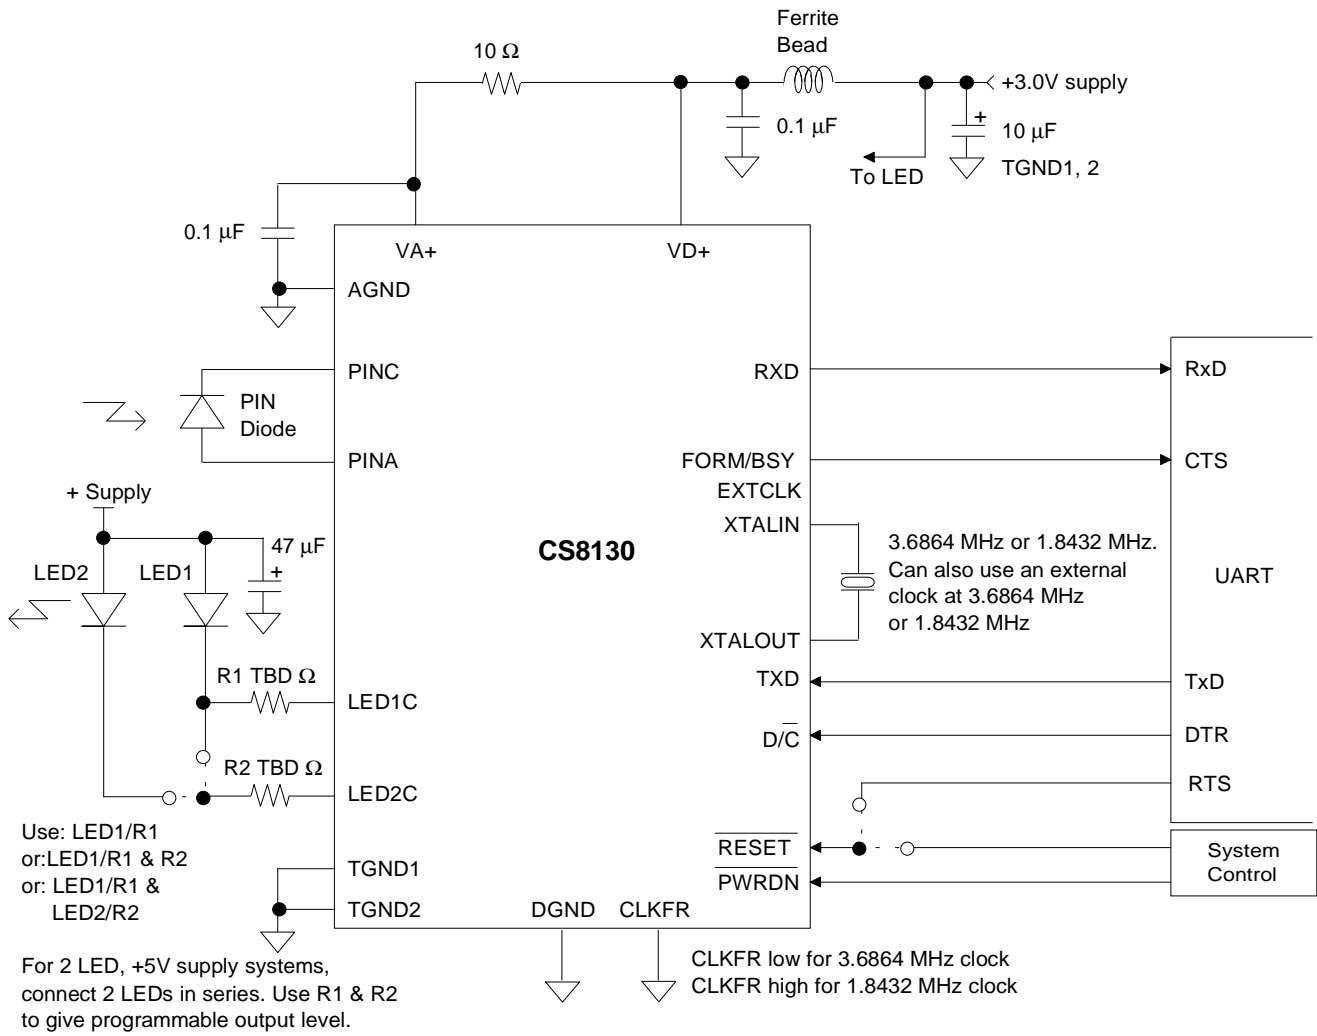 Ferrite
Bead
10 Ω
+3.0V supply
0.1 µF
+
10 µF
To LED
TGND1, 2
0.1 µF
VA+
VD+
AGND
PINC
RXD
RxD
PIN
Diode
PINA
FORM/BSY
CTS
EXTCLK
+ Supply
XTALIN
47 µF
+
CS8130
3.6864 MHz or 1.8432 MHz.
Can also use an external
clock at 3.6864 MHz
or 1.8432 MHz
UART
LED2
LED1
XTALOUT
R1 TBD Ω
TXD
TxD
LED1C
D/C̅
DTR
R2 TBD Ω
LED2C
RTS
Use: LED1/R1
or:LED1/R1 & R2
or: LED1/R1 &
LED2/R2
R̅E̅S̅E̅T̅
System
Control
TGND1
P̅W̅R̅D̅N̅
TGND2
DGND
CLKFR
CLKFR low for 3.6864 MHz clock
CLKFR high for 1.8432 MHz clock
For 2 LED, +5V supply systems,
connect 2 LEDs in series. Use R1 & R2
to give programmable output level.